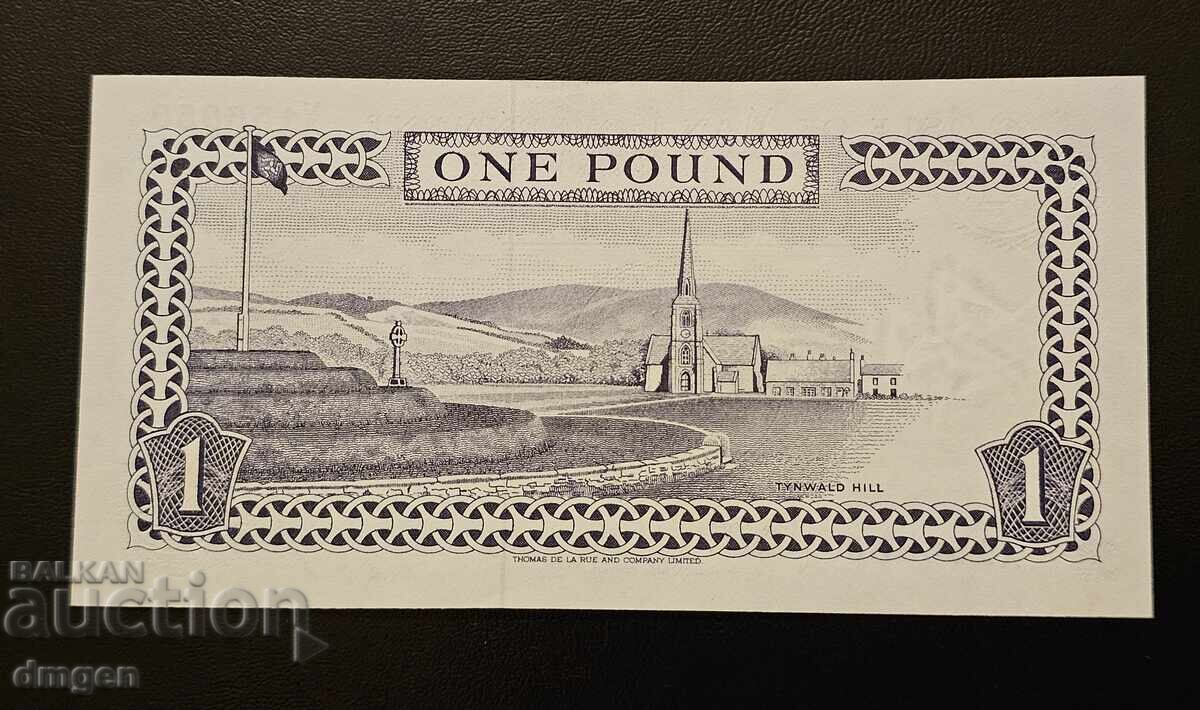 ONE POUND
1
1
TYNWALD HILL
THOMAS DE LA RUE AND COMPANY LIMITED.
BALKAN
auction
dmgen